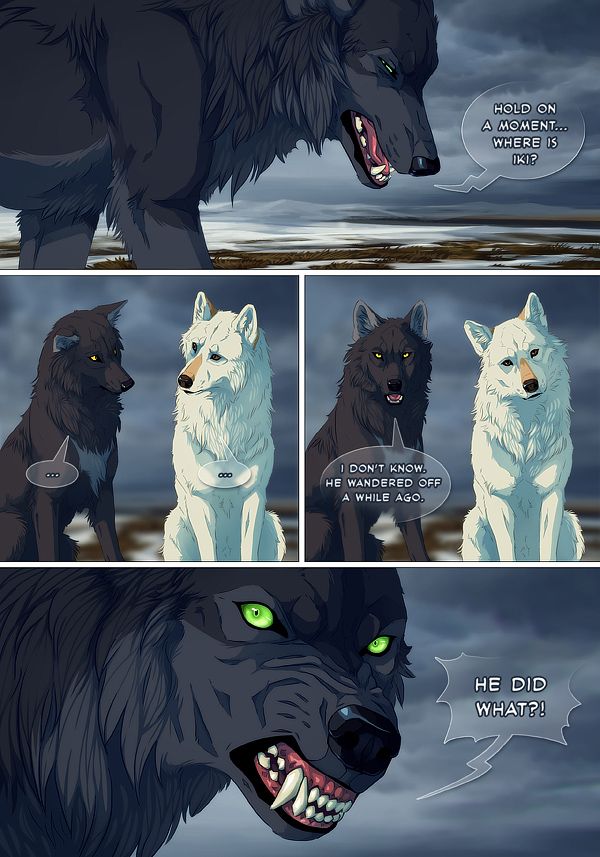 HOLD ON
A MOMENT...
WHERE IS
IKI?
...
...
I DON'T KNOW.
HE WANDERED OFF
A WHILE AGO.
HE DID
WHAT?!